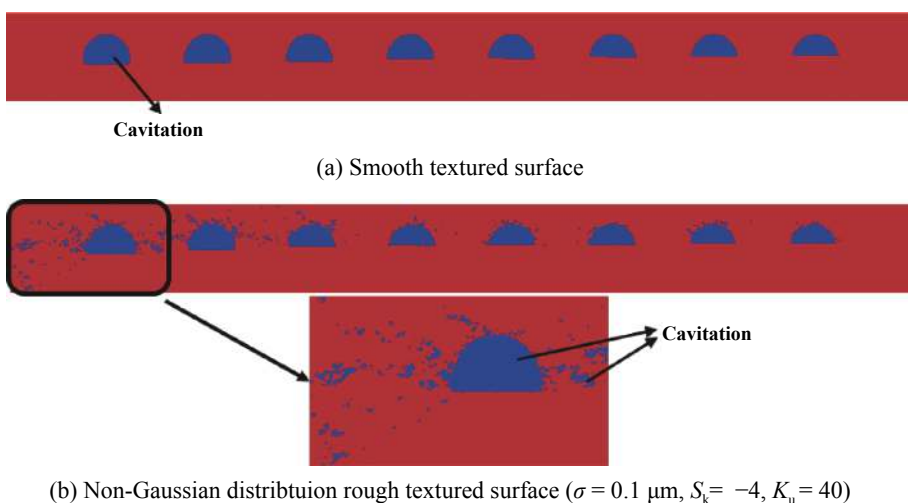 Cavitation
(a) Smooth textured surface
Cavitation
(b) Non-Gaussian distribtuion rough textured surface (σ = 0.1 μm, Sₖ= −4, Kᵤ = 40)